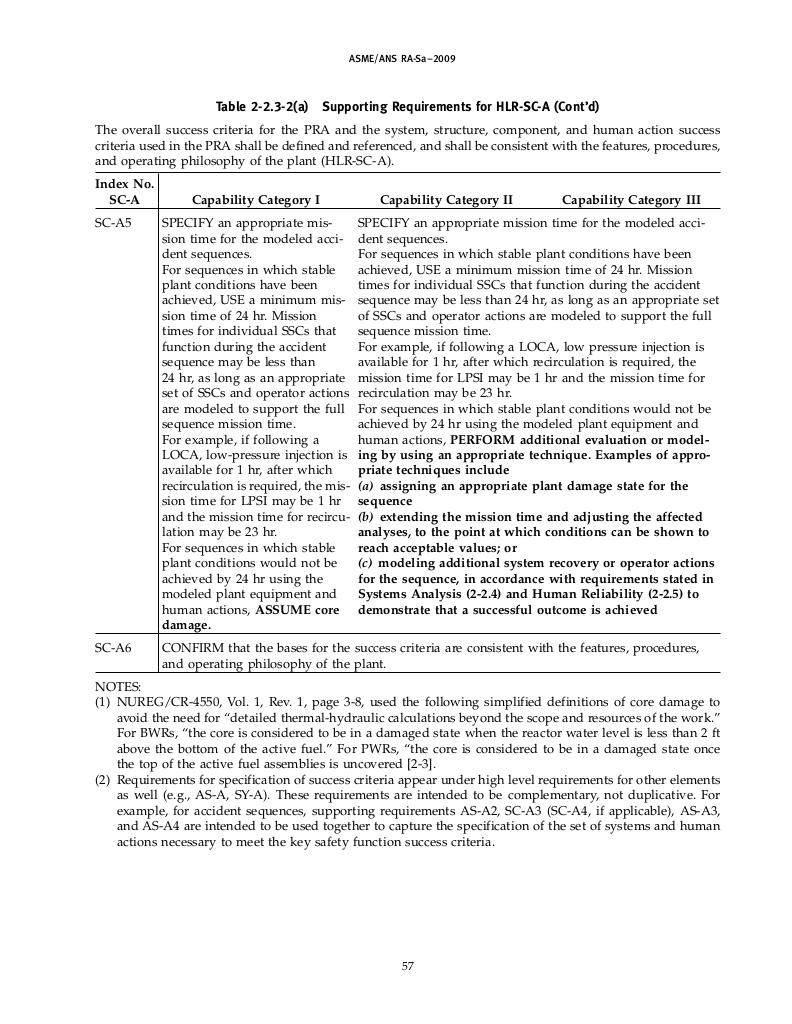 ASME/ANS RA-Sa–2009
Table 2-2.3-2(a) Supporting Requirements for HLR-SC-A (Cont’d)
The overall success criteria for the PRA and the system, structure, component, and human action success
criteria used in the PRA shall be defined and referenced, and shall be consistent with the features, procedures,
and operating philosophy of the plant (HLR-SC-A).
Index No.
SC-A
Capability Category I
Capability Category II
Capability Category III
SC-A5
SPECIFY an appropriate mis-
sion time for the modeled acci-
dent sequences.
For sequences in which stable
plant conditions have been
achieved, USE a minimum mis-
sion time of 24 hr. Mission
times for individual SSCs that
function during the accident
sequence may be less than
24 hr, as long as an appropriate
set of SSCs and operator actions
are modeled to support the full
sequence mission time.
For example, if following a
LOCA, low-pressure injection is
available for 1 hr, after which
recirculation is required, the mis-
sion time for LPSI may be 1 hr
and the mission time for recircu-
lation may be 23 hr.
For sequences in which stable
plant conditions would not be
achieved by 24 hr using the
modeled plant equipment and
human actions, ASSUME core
damage.
SPECIFY an appropriate mission time for the modeled acci-
dent sequences.
For sequences in which stable plant conditions have been
achieved, USE a minimum mission time of 24 hr. Mission
times for individual SSCs that function during the accident
sequence may be less than 24 hr, as long as an appropriate set
of SSCs and operator actions are modeled to support the full
sequence mission time.
For example, if following a LOCA, low pressure injection is
available for 1 hr, after which recirculation is required, the
mission time for LPSI may be 1 hr and the mission time for
recirculation may be 23 hr.
For sequences in which stable plant conditions would not be
achieved by 24 hr using the modeled plant equipment and
human actions, PERFORM additional evaluation or model-
ing by using an appropriate technique. Examples of appro-
priate techniques include
(a) assigning an appropriate plant damage state for the
sequence
(b) extending the mission time and adjusting the affected
analyses, to the point at which conditions can be shown to
reach acceptable values; or
(c) modeling additional system recovery or operator actions
for the sequence, in accordance with requirements stated in
Systems Analysis (2-2.4) and Human Reliability (2-2.5) to
demonstrate that a successful outcome is achieved
SC-A6
CONFIRM that the bases for the success criteria are consistent with the features, procedures,
and operating philosophy of the plant.
NOTES:
(1) NUREG/CR-4550, Vol. 1, Rev. 1, page 3-8, used the following simplified definitions of core damage to
avoid the need for “detailed thermal-hydraulic calculations beyond the scope and resources of the work.”
For BWRs, “the core is considered to be in a damaged state when the reactor water level is less than 2 ft
above the bottom of the active fuel.” For PWRs, “the core is considered to be in a damaged state once
the top of the active fuel assemblies is uncovered [2-3].
(2) Requirements for specification of success criteria appear under high level requirements for other elements
as well (e.g., AS-A, SY-A). These requirements are intended to be complementary, not duplicative. For
example, for accident sequences, supporting requirements AS-A2, SC-A3 (SC-A4, if applicable), AS-A3,
and AS-A4 are intended to be used together to capture the specification of the set of systems and human
actions necessary to meet the key safety function success criteria.
57